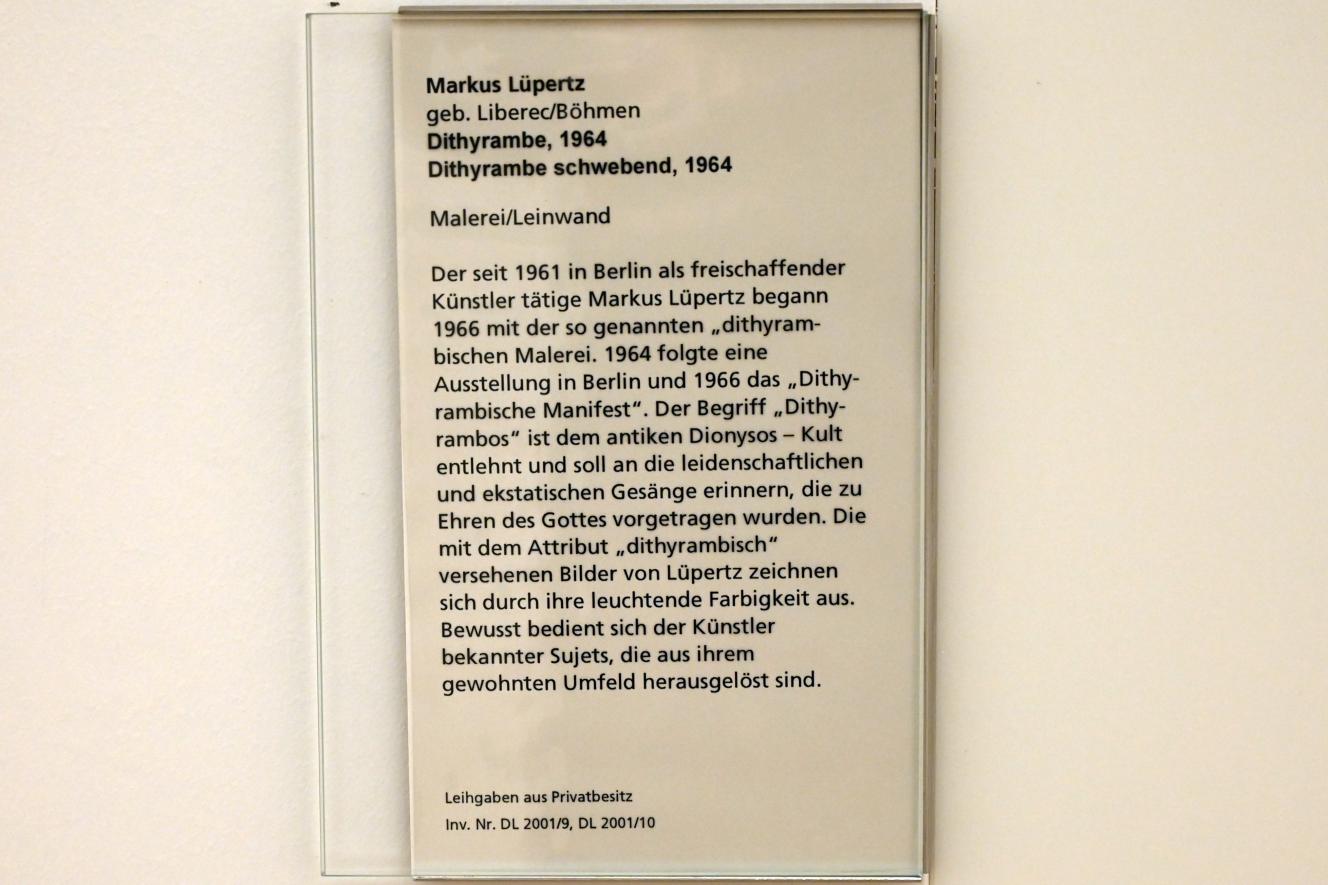 Markus Lüpertz
geb. Liberec/Böhmen
Dithyrambe, 1964
Dithyrambe schwebend, 1964
Malerei/Leinwand
Der seit 1961 in Berlin als freischaffender
Künstler tätige Markus Lüpertz begann
1966 mit der so genannten „dithyram-
bischen Malerei. 1964 folgte eine
Ausstellung in Berlin und 1966 das „Dithy-
rambische Manifest“. Der Begriff „Dithy-
rambos“ ist dem antiken Dionysos – Kult
entlehnt und soll an die leidenschaftlichen
und ekstatischen Gesänge erinnern, die zu
Ehren des Gottes vorgetragen wurden. Die
mit dem Attribut „dithyrambisch“
versehenen Bilder von Lüpertz zeichnen
sich durch ihre leuchtende Farbigkeit aus.
Bewusst bedient sich der Künstler
bekannter Sujets, die aus ihrem
gewohnten Umfeld herausgelöst sind.
Leihgaben aus Privatbesitz
Inv. Nr. DL 2001/9, DL 2001/10